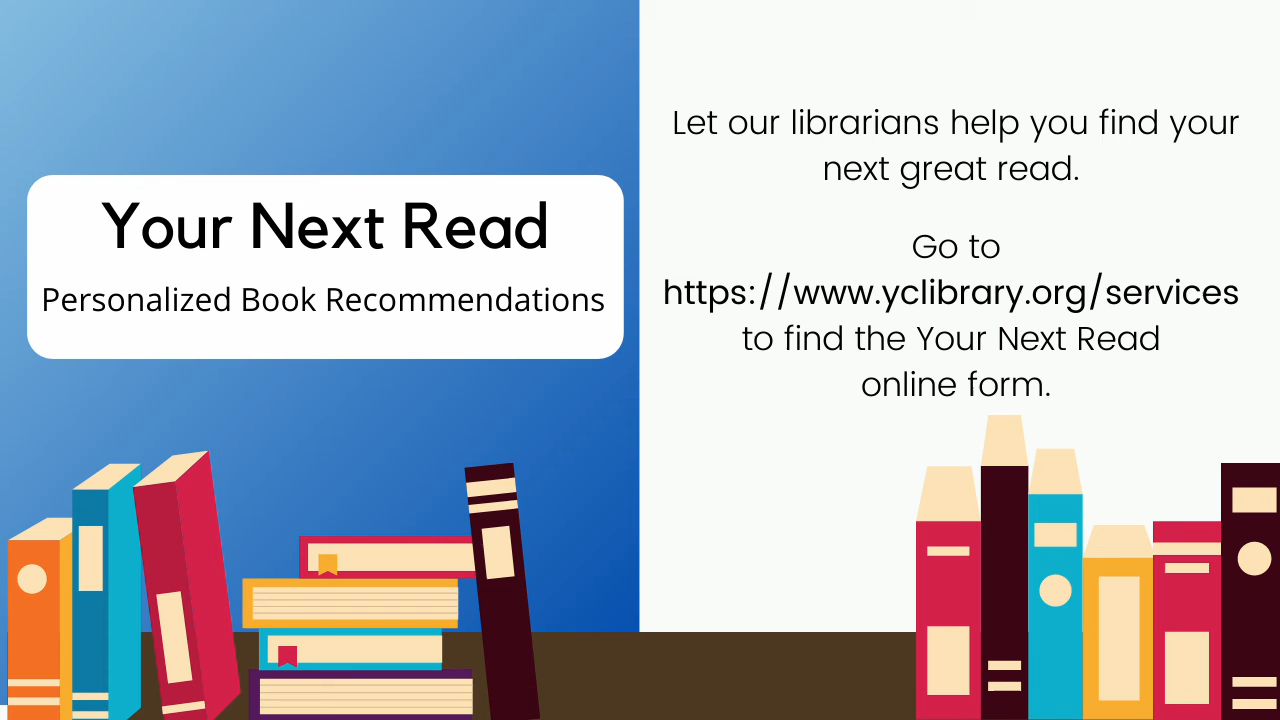 Your Next Read
Personalized Book Recommendations
Let our librarians help you find your
next great read.
Go to
https://www.yclibrary.org/services
to find the Your Next Read
online form.